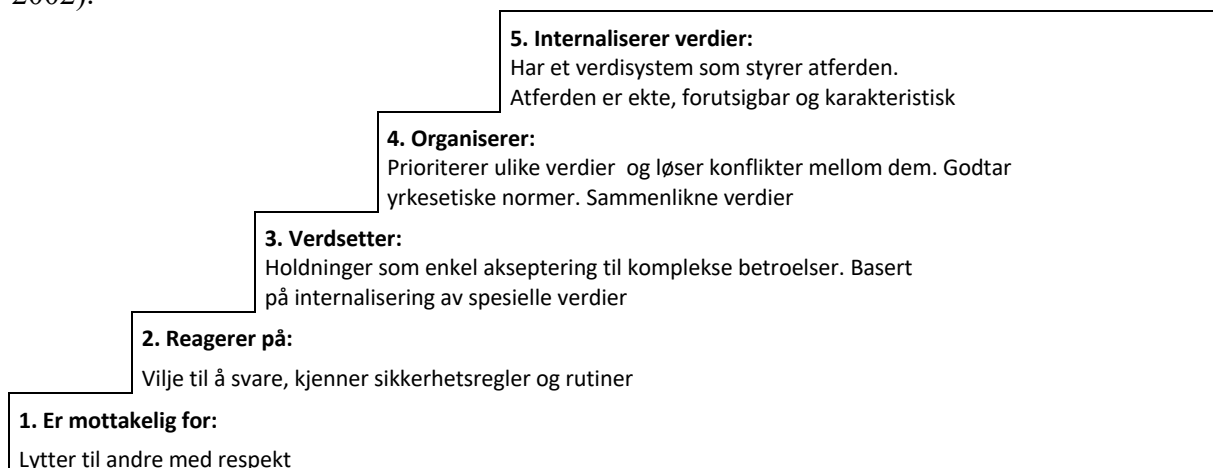 2002).
5. Internaliserer verdier:
Har et verdisystem som styrer atferden.
Atferden er ekte, forutsigbar og karakteristisk
4. Organiserer:
Prioriterer ulike verdier og løser konflikter mellom dem. Godtar
yrkesetiske normer. Sammenlikne verdier
3. Verdsetter:
Holdninger som enkel akseptering til komplekse betroelser. Basert
på internalisering av spesielle verdier
2. Reagerer på:
Vilje til å svare, kjenner sikkerhetsregler og rutiner
1. Er mottakelig for:
Lytter til andre med respekt